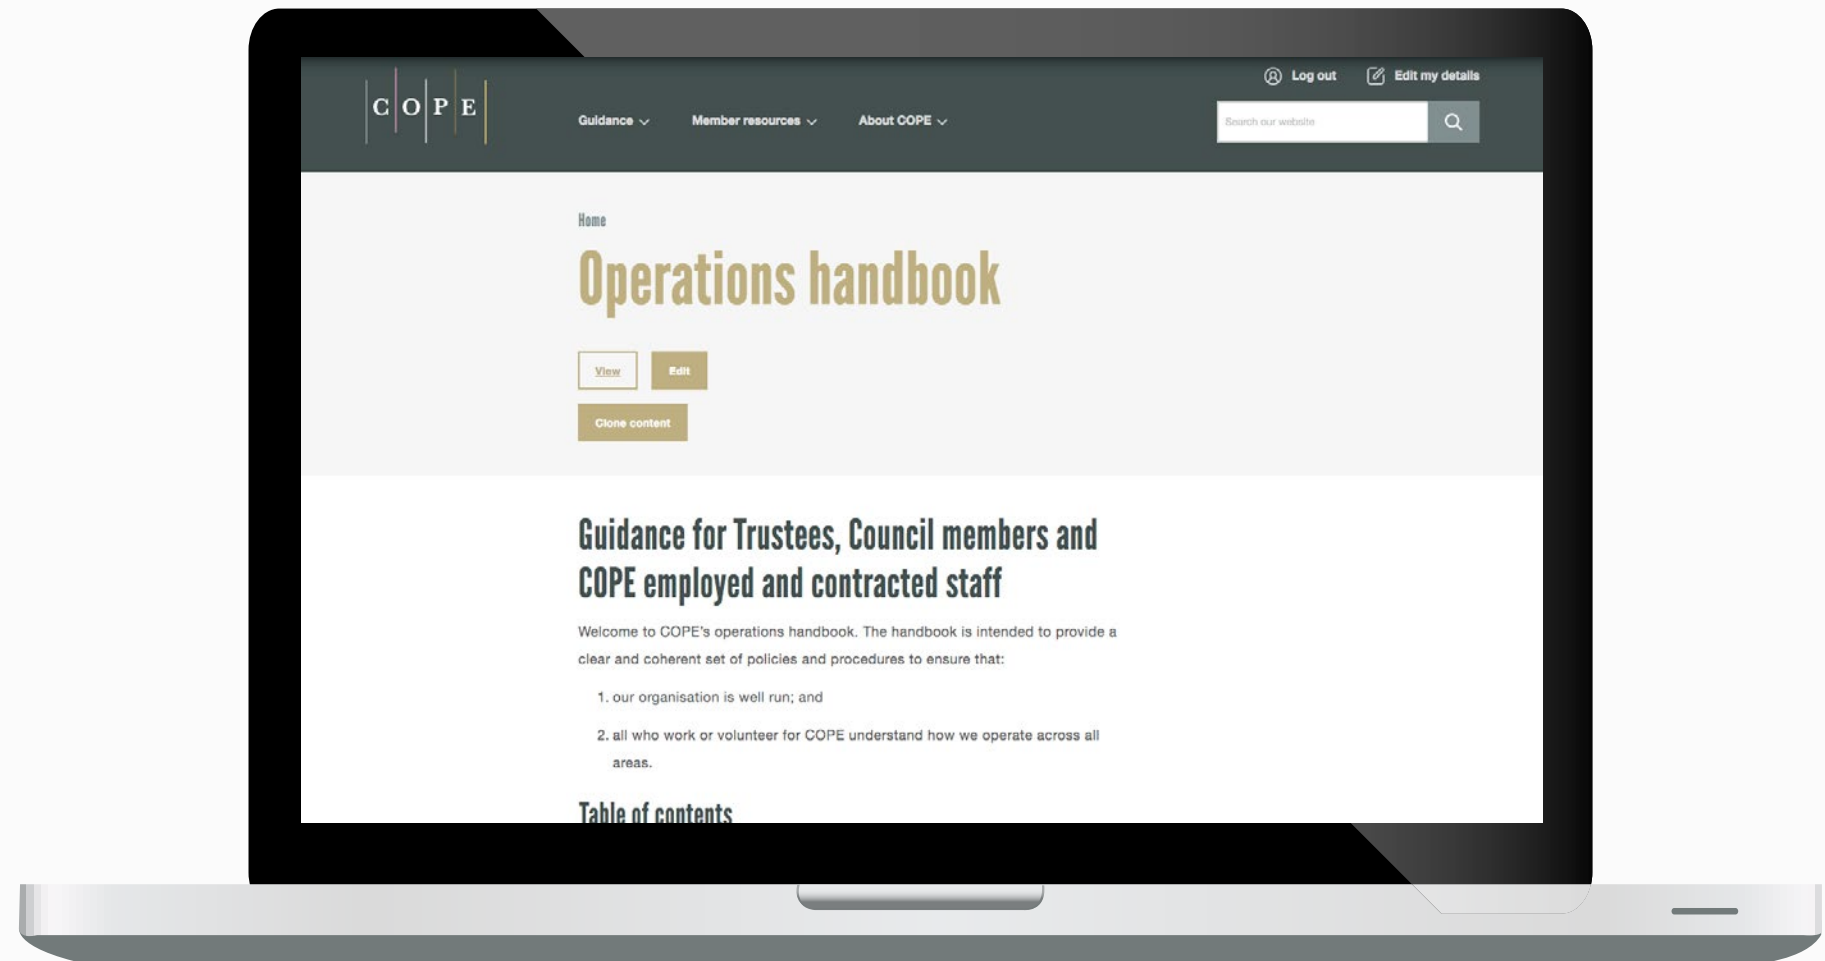 C O P E
Log out
Edit my details
Guidance
Member resources
About COPE
Search our website
Home
Operations handbook
View
Edit
Clone content
Guidance for Trustees, Council members and
COPE employed and contracted staff
Welcome to COPE's operations handbook. The handbook is intended to provide a
clear and coherent set of policies and procedures to ensure that:
1. our organisation is well run; and
2. all who work or volunteer for COPE understand how we operate across all
areas.
Table of contents